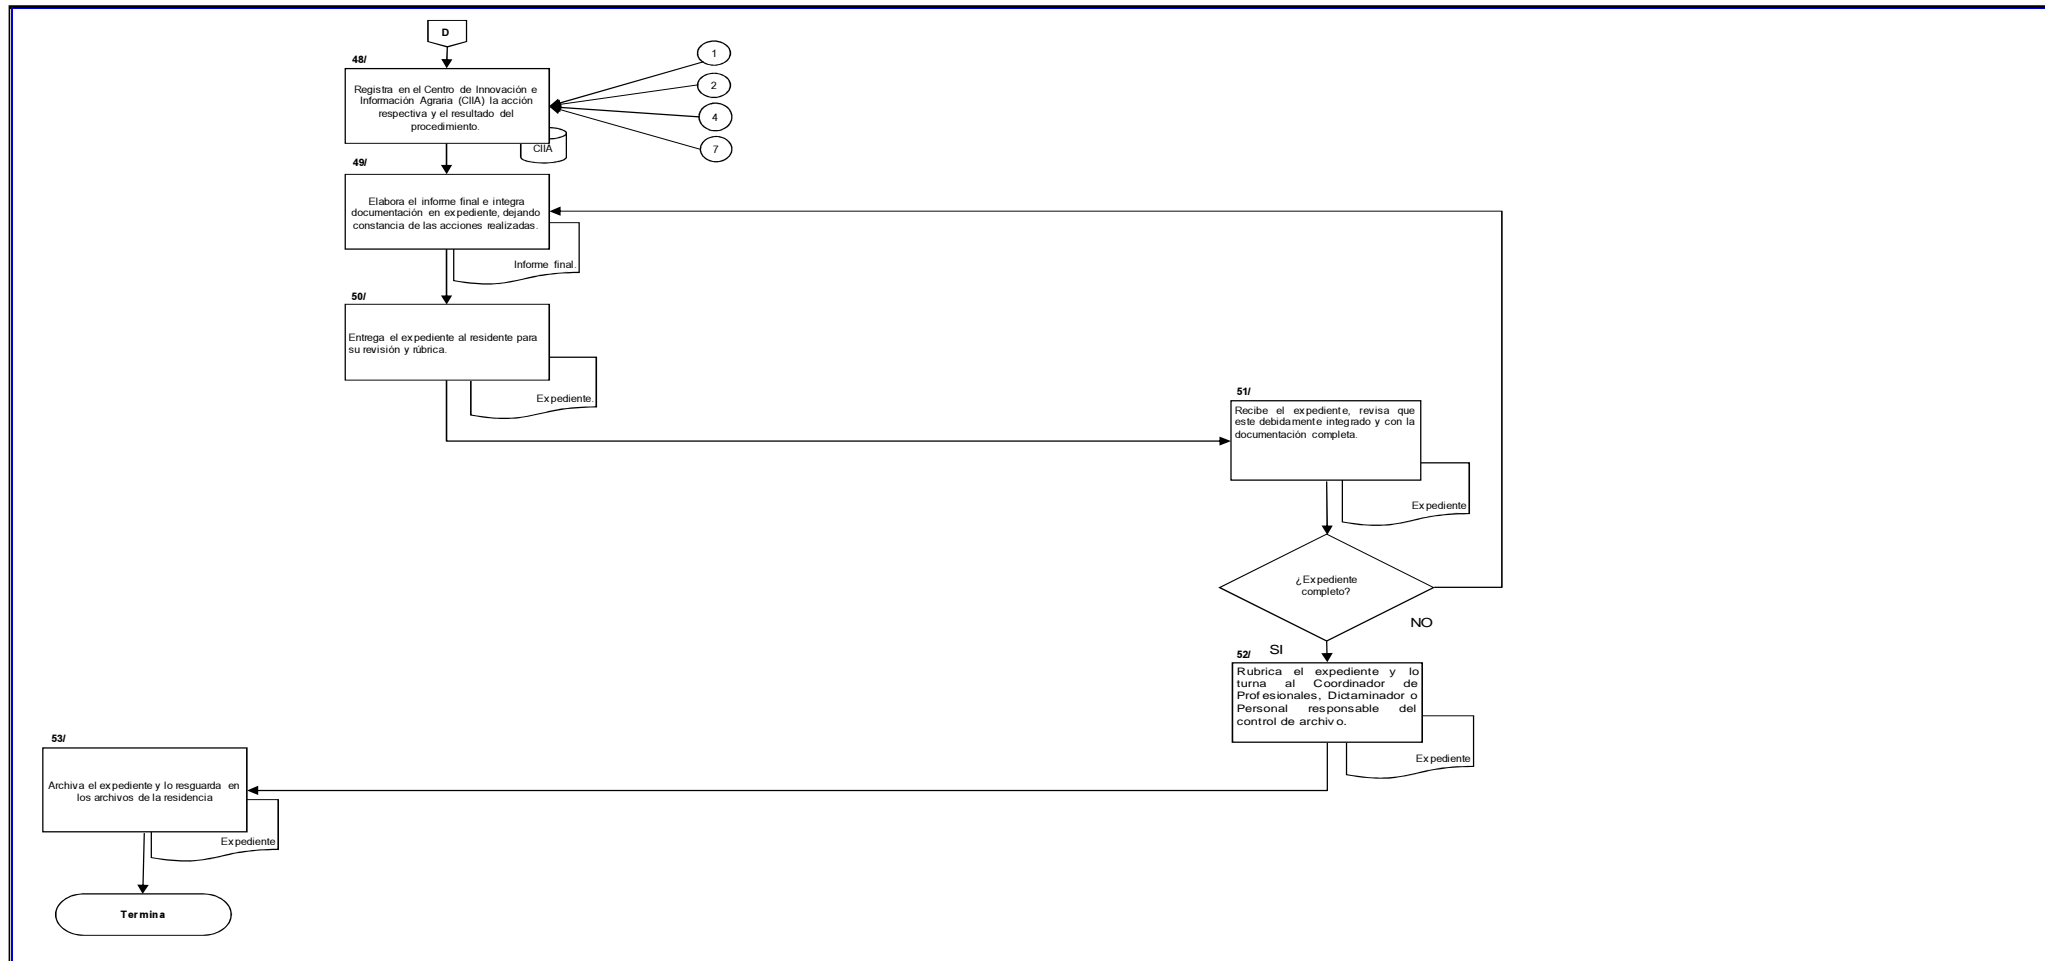 D
1
48/
2
4
7
Registra en el Centro de Innovación e
Información Agraria (CIIA) la acción
respectiva y el resultado del
procedimiento.
CIIA
49/
Elabora el informe final e integra
documentación en expediente, dejando
constancia de las acciones realizadas.
Informe final.
50/
Entrega el expediente al residente para
su revisión y rúbrica.
Expediente.
51/
Recibe el expediente, revisa que
este debidamente integrado y con la
documentación completa.
Expediente
¿Expediente
completo?
NO
SI
52/
Rubrica el expediente y lo
turna al Coordinador de
Profesionales, Dictaminador o
Personal responsable del
control de archivo.
Expediente
53/
Archiva el expediente y lo resguarda en
los archivos de la residencia
Expediente
Termina